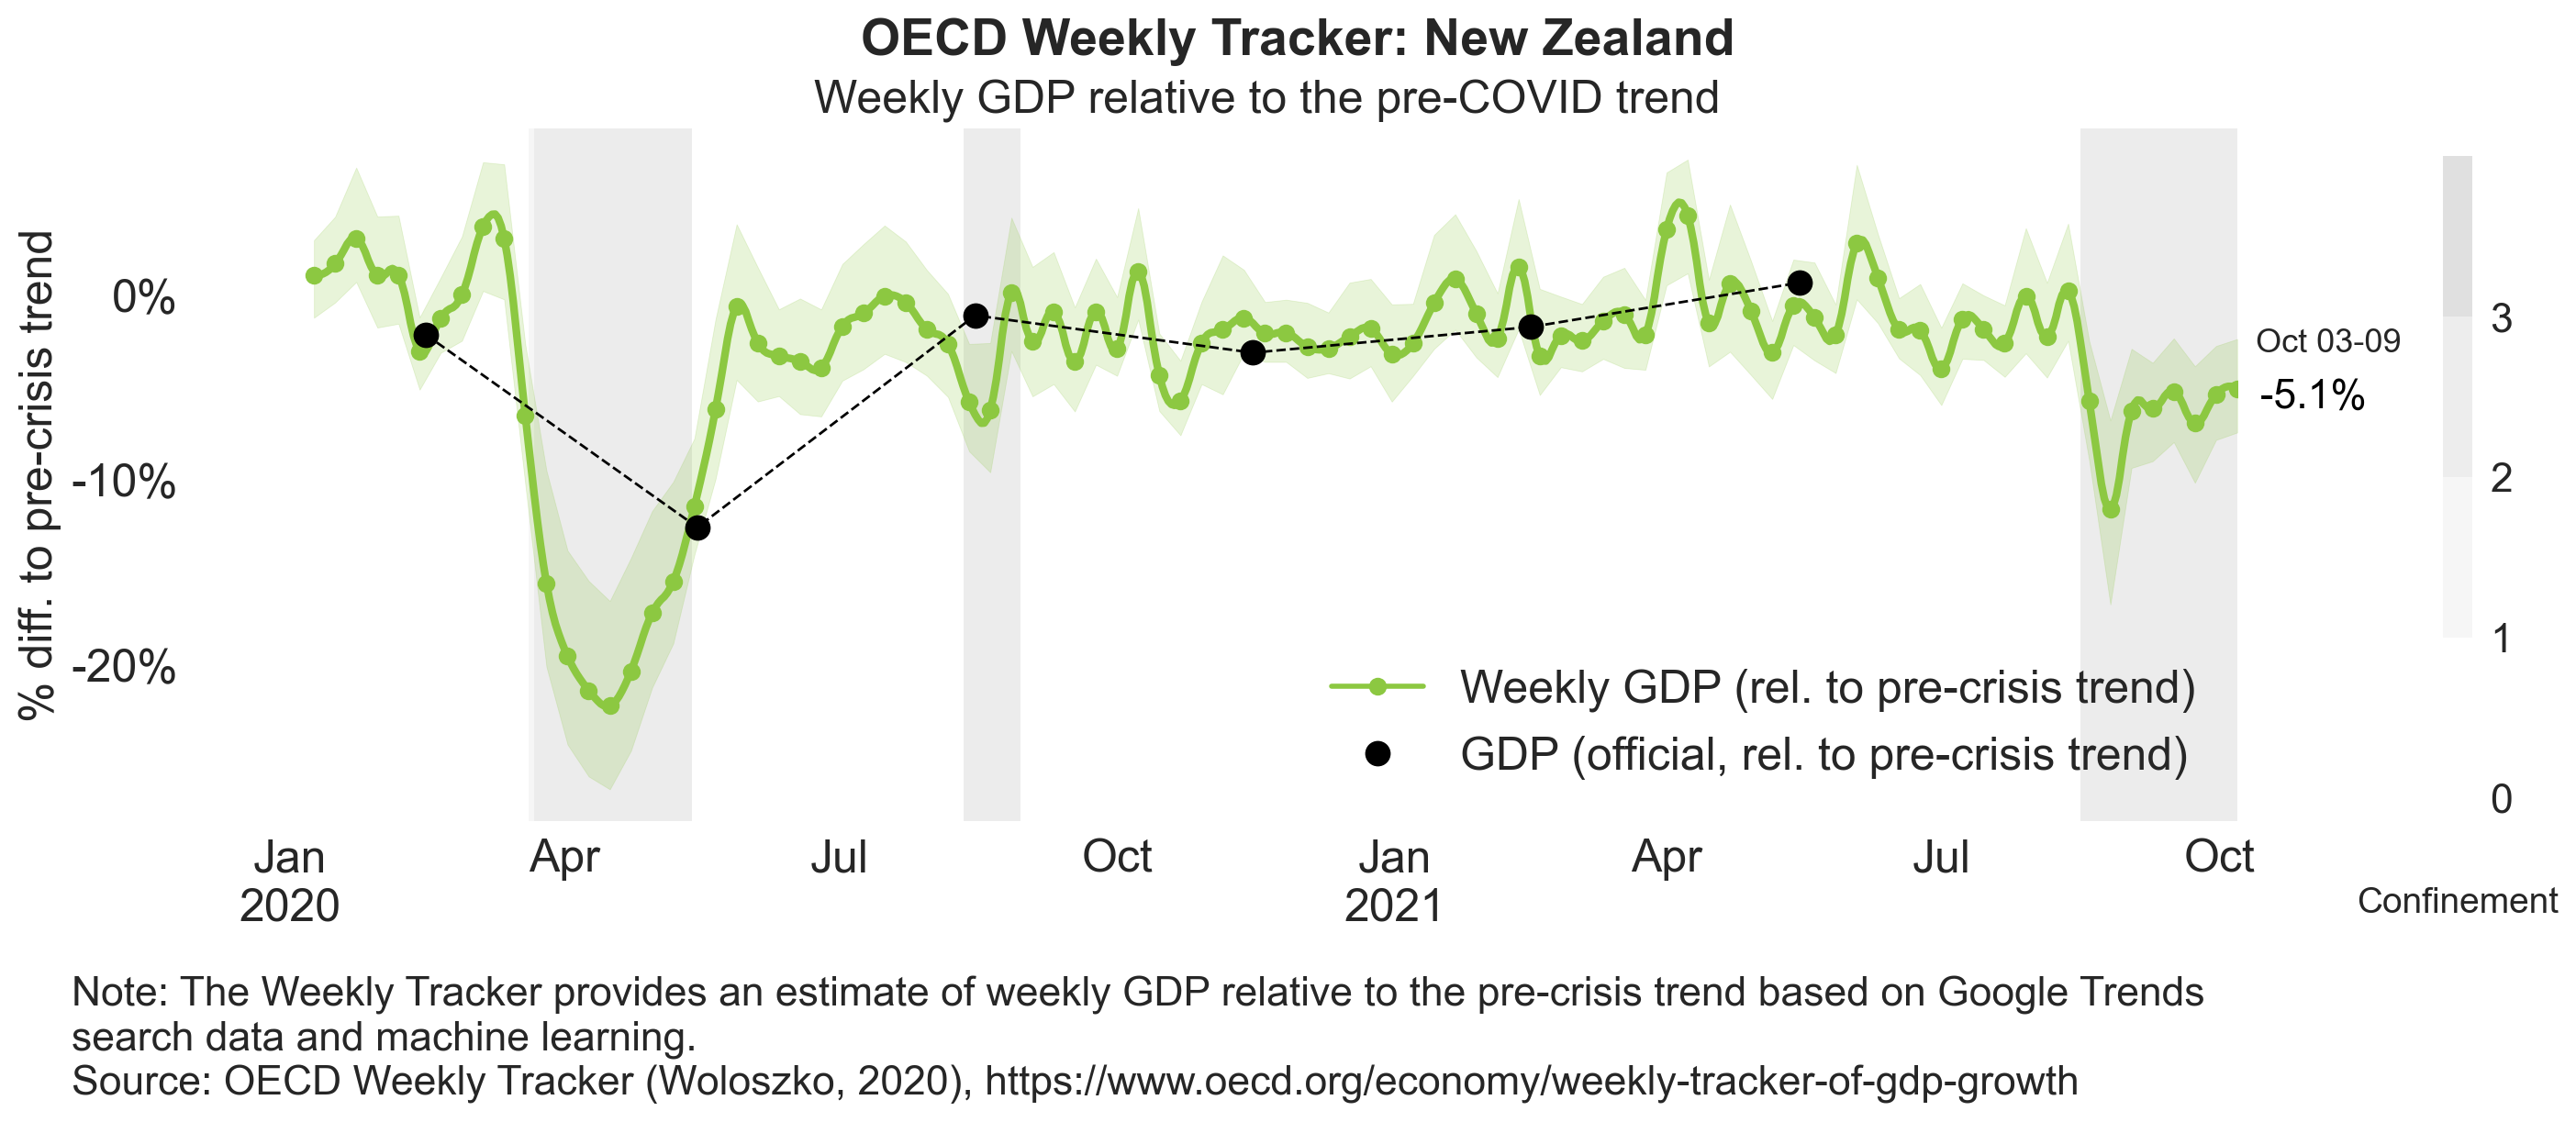 OECD Weekly Tracker: New Zealand
Weekly GDP relative to the pre-COVID trend
% diff. to pre-crisis trend
0%
-10%
-20%
Oct 03-09
-5.1%
3
2
1
0
Confinement
Weekly GDP (rel. to pre-crisis trend)
GDP (official, rel. to pre-crisis trend)
Jan Apr Jul Oct Jan Apr Jul Oct
2020 2021
Note: The Weekly Tracker provides an estimate of weekly GDP relative to the pre-crisis trend based on Google Trends
search data and machine learning.
Source: OECD Weekly Tracker (Woloszko, 2020), https://www.oecd.org/economy/weekly-tracker-of-gdp-growth